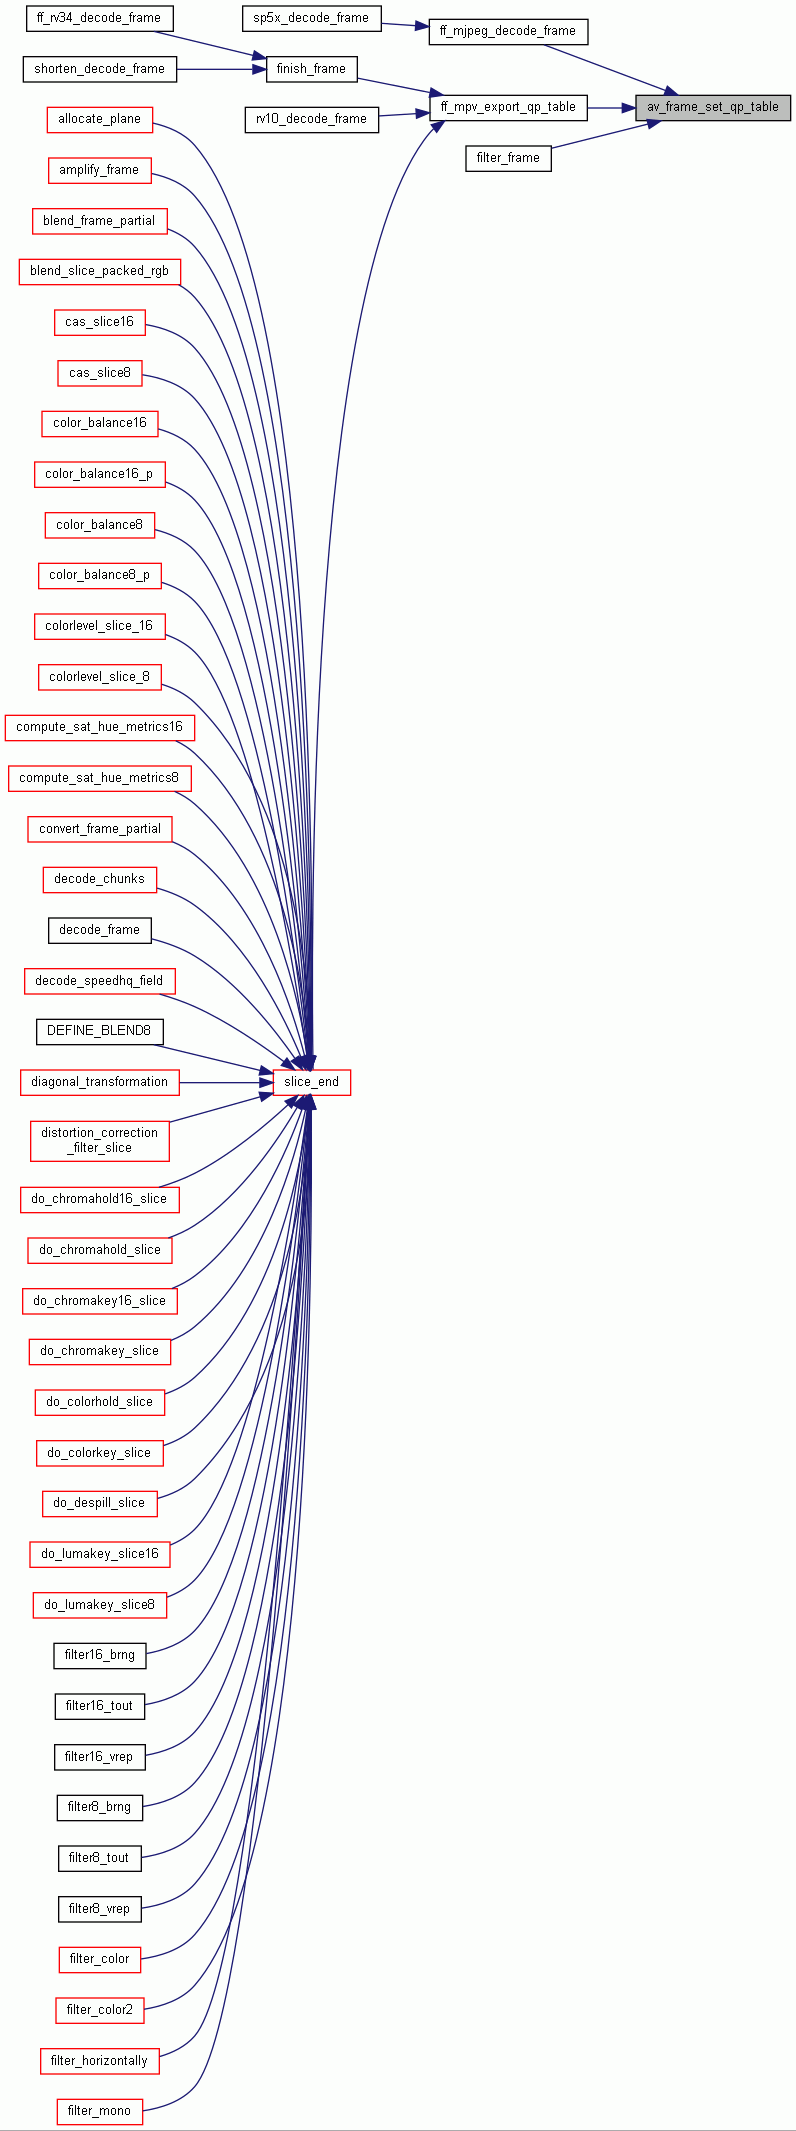 ff_rv34_decode_frame
sp5x_decode_frame
ff_mjpeg_decode_frame
shorten_decode_frame
finish_frame
ff_mpv_export_qp_table
av_frame_set_qp_table
allocate_plane
rv10_decode_frame
filter_frame
amplify_frame
blend_frame_partial
blend_slice_packed_rgb
cas_slice16
cas_slice8
color_balance16
color_balance16_p
color_balance8
color_balance8_p
colorlevel_slice_16
colorlevel_slice_8
compute_sat_hue_metrics16
compute_sat_hue_metrics8
convert_frame_partial
decode_chunks
decode_frame
decode_speedhq_field
DEFINE_BLEND8
diagonal_transformation
slice_end
distortion_correction
_filter_slice
do_chromahold16_slice
do_chromahold_slice
do_chromakey16_slice
do_chromakey_slice
do_colorhold_slice
do_colorkey_slice
do_despill_slice
do_lumakey_slice16
do_lumakey_slice8
filter16_brng
filter16_tout
filter16_vrep
filter8_brng
filter8_tout
filter8_vrep
filter_color
filter_color2
filter_horizontally
filter_mono